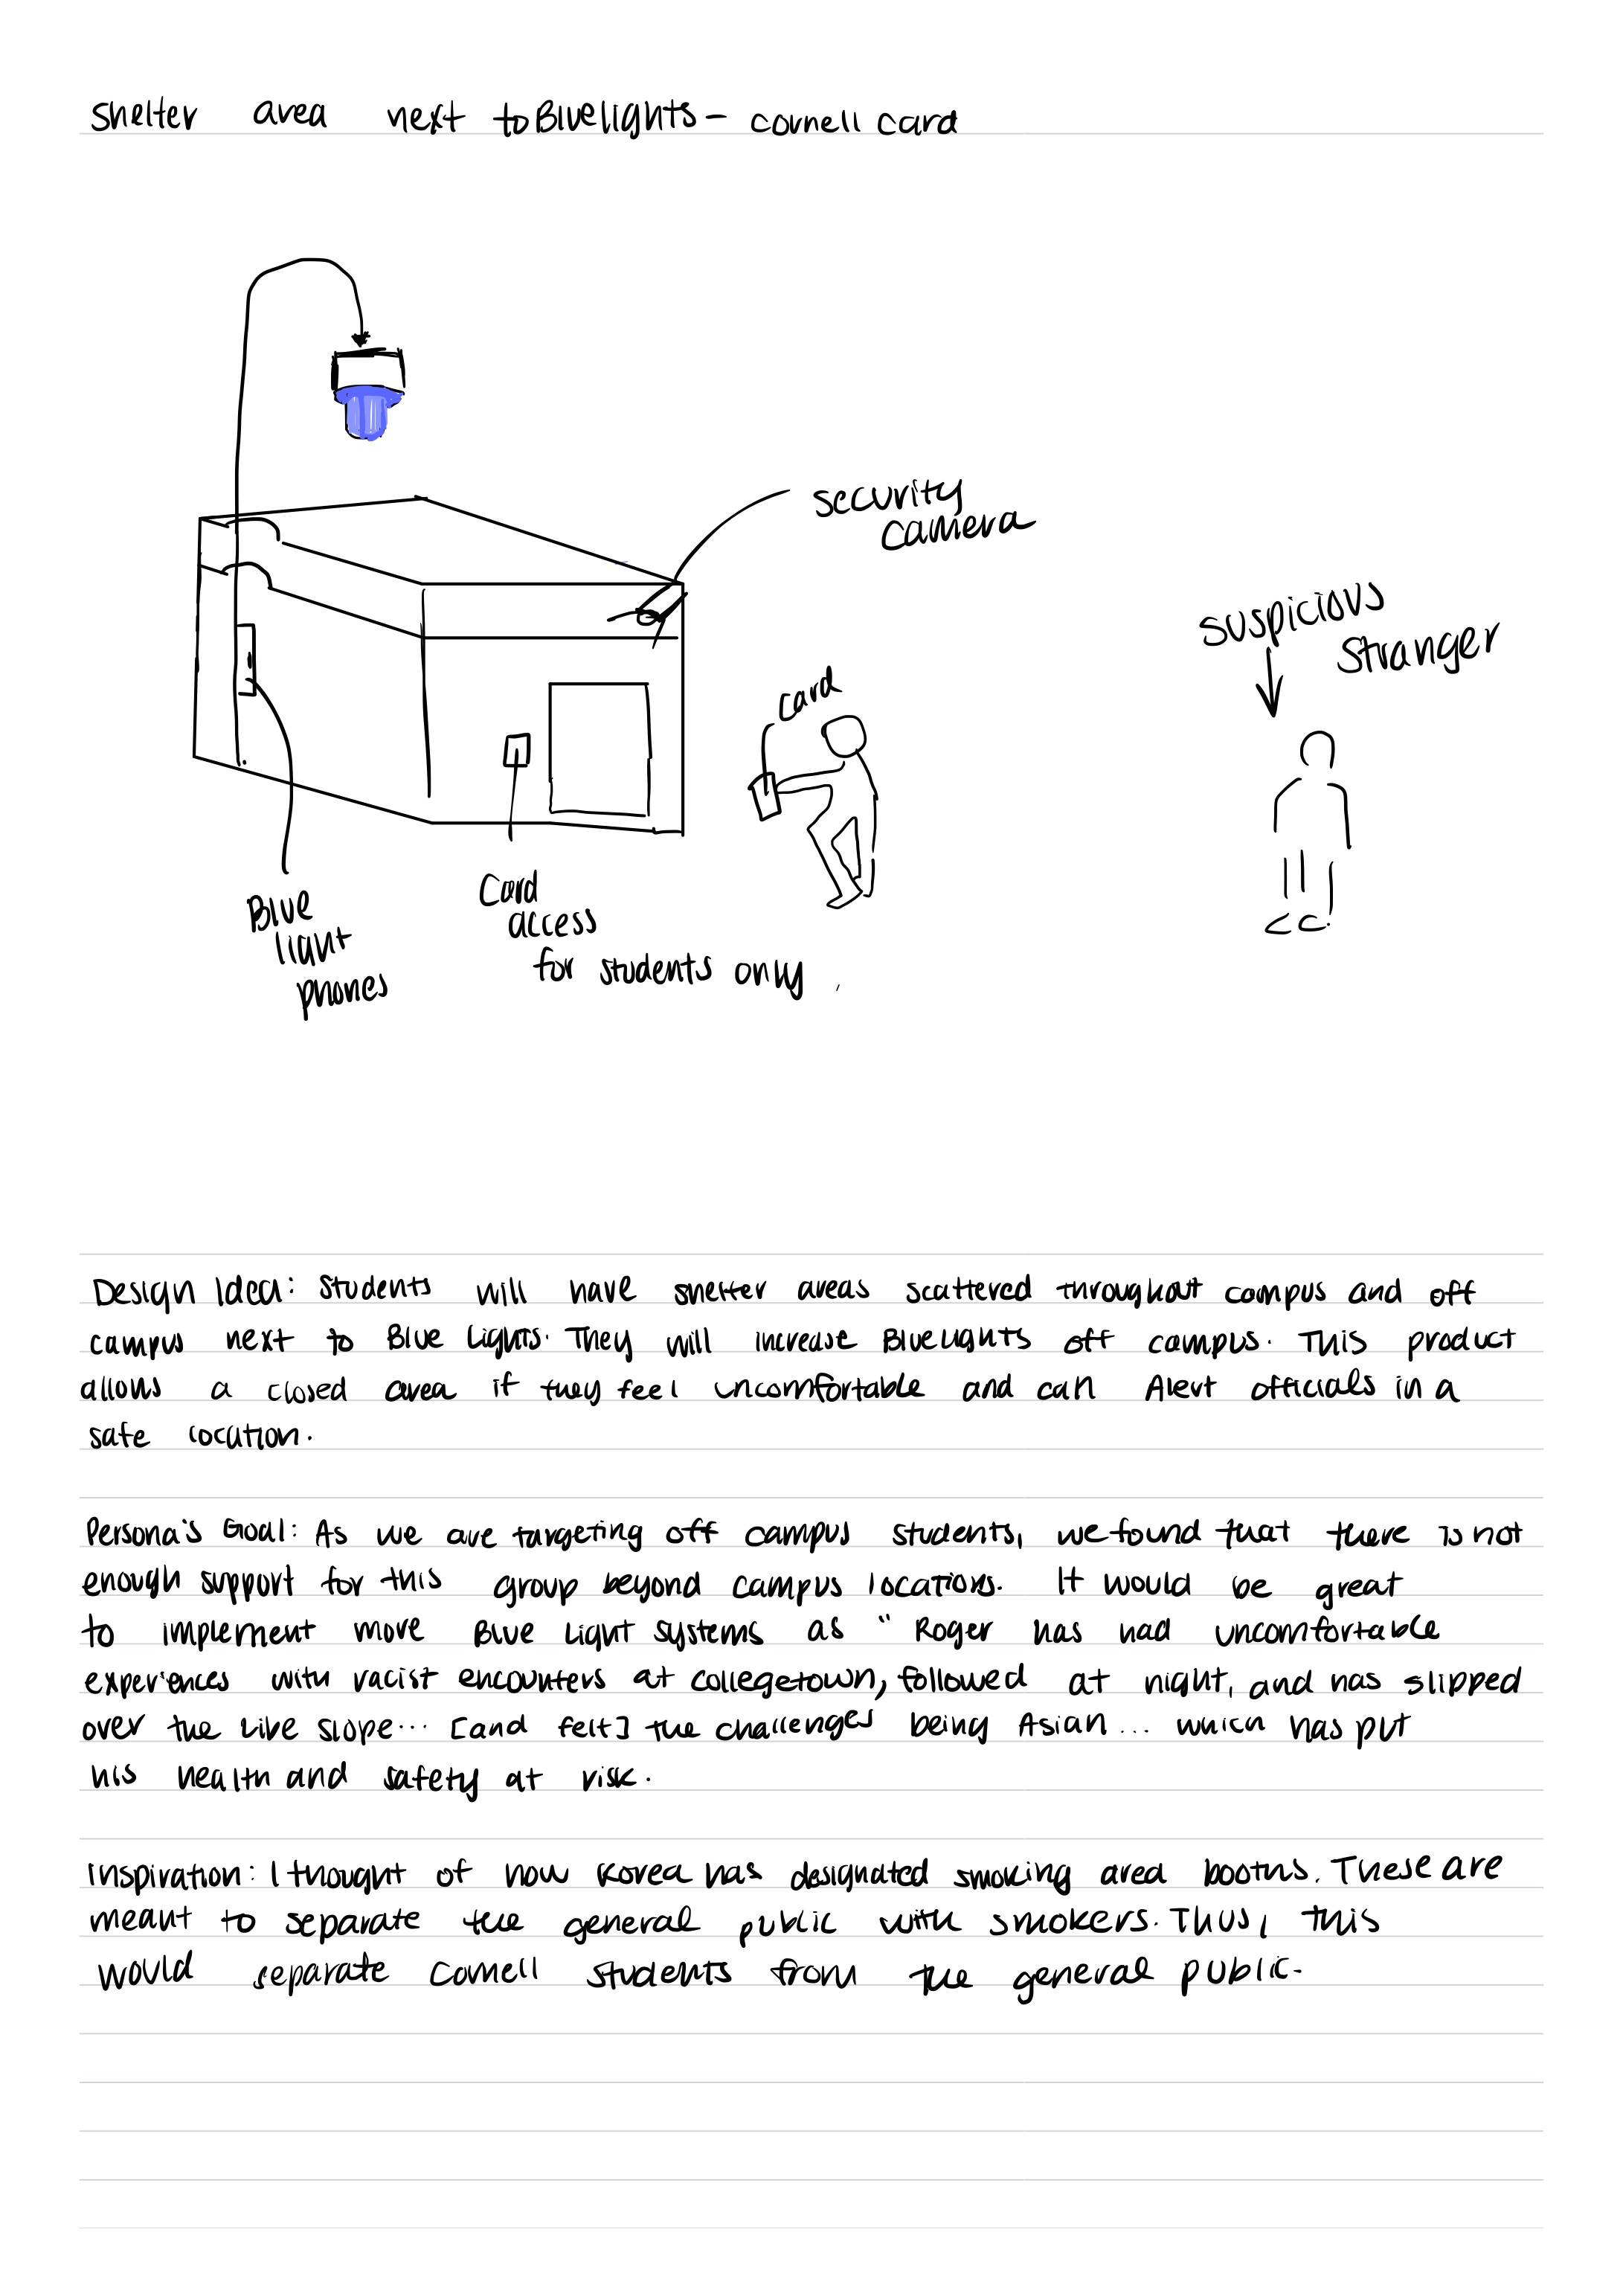 shelter area next to Bluelights - cornell card
security
camera
suspicious
stranger
card
Blue
light
phones
Card
access
for students only
Design Idea: Students will have shelter areas scattered throughout campus and off
campus next to Blue Lights. They will increase BlueLights off campus. This product
allows a closed area if they feel uncomfortable and can Alert officials in a
safe location.
Persona's Goal: As we are targeting off campus students, we found that there is not
enough support for this group beyond campus locations. It would be great
to implement more Blue Light systems as " Roger has had uncomfortable
experiences with racist encounters at collegetown, followed at night, and has slipped
over the Libe slope... [and felt] the challenges being Asian... which has put
his health and safety at risk.
Inspiration: I thought of how Korea has designated smoking area booths. These are
meant to separate the general public with smokers. Thus, this
would separate Cornell students from the general public.